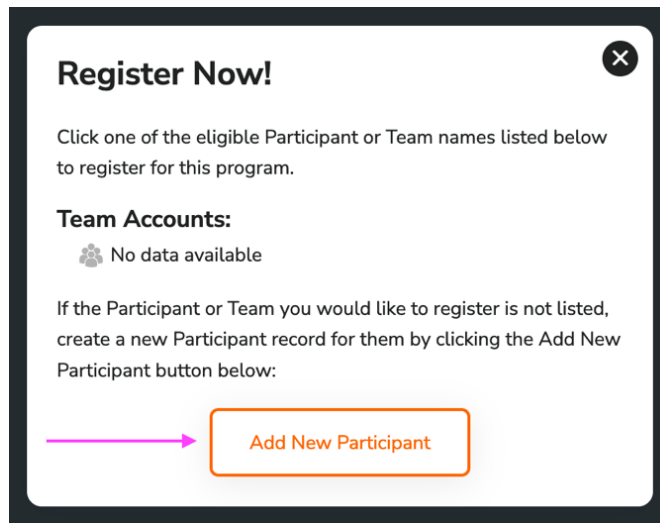 Register Now!
Click one of the eligible Participant or Team names listed below
to register for this program.
Team Accounts:
No data available
If the Participant or Team you would like to register is not listed,
create a new Participant record for them by clicking the Add New
Participant button below:
Add New Participant